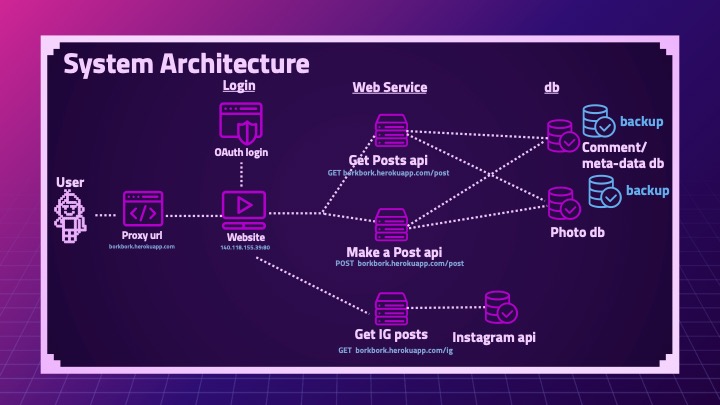 System Architecture
Login
Web Service
db
backup
OAuth login
Get Posts api
GET borkbork.herokuapp.com/post
Comment/
meta-data db
User
backup
Proxy url
borkbork.herokuapp.com
Website
140.118.155.39:80
Photo db
Make a Post api
POST borkbork.herokuapp.com/post
Get IG posts
GET borkbork.herokuapp.com/ig
Instagram api